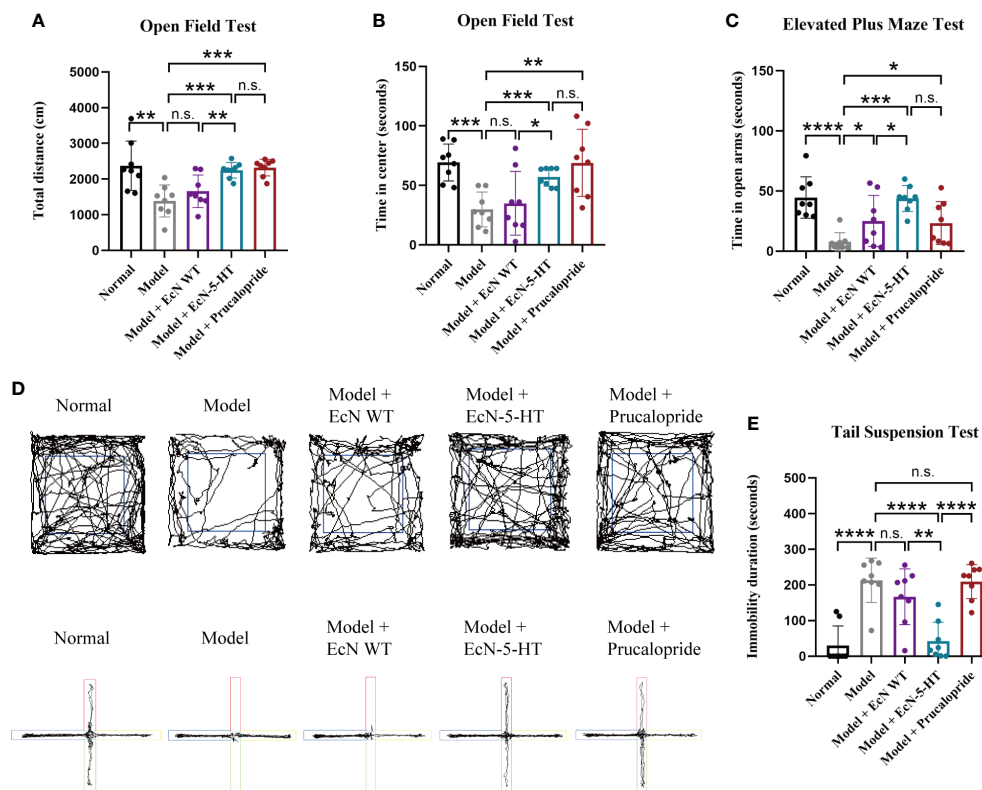 A
Open Field Test
Total distance (cm)
5000
4000
3000
2000
1000
0
***
***
n.s.
**
n.s.
**
Normal
Model
Model + EcN WT
Model + EcN-5-HT
Model + Prucalopride
B
Open Field Test
Time in center (seconds)
150
100
50
0
**
***
n.s.
***
n.s.
*
Normal
Model
Model + EcN WT
Model + EcN-5-HT
Model + Prucalopride
C
Elevated Plus Maze Test
Time in open arms (seconds)
150
100
50
0
*
***
n.s.
****
*
*
Normal
Model
Model + EcN WT
Model + EcN-5-HT
Model + Prucalopride
D
Normal
Model
Model +
EcN WT
Model +
EcN-5-HT
Model +
Prucalopride
Normal
Model
Model +
EcN WT
Model +
EcN-5-HT
Model +
Prucalopride
E
Tail Suspension Test
Immobility duration (seconds)
500
400
300
200
100
0
n.s.
****
****
****
n.s.
**
Normal
Model
Model + EcN WT
Model + EcN-5-HT
Model + Prucalopride